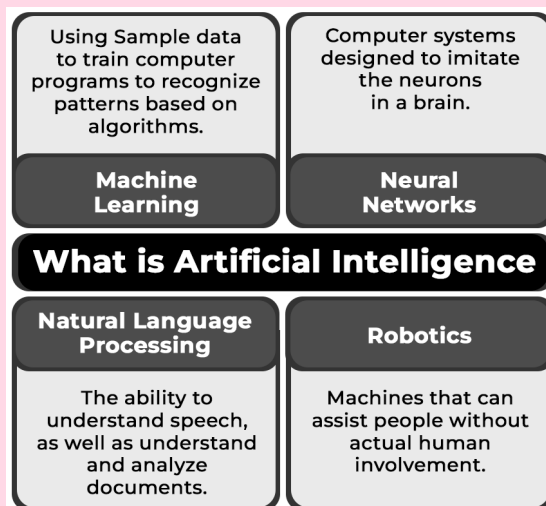 Using Sample data
to train computer
programs to recognize
patterns based on
algorithms.
Machine
Learning
Computer systems
designed to imitate
the neurons
in a brain.
Neural
Networks
What is Artificial Intelligence
Natural Language
Processing
The ability to
understand speech,
as well as understand
and analyze
documents.
Robotics
Machines that can
assist people without
actual human
involvement.